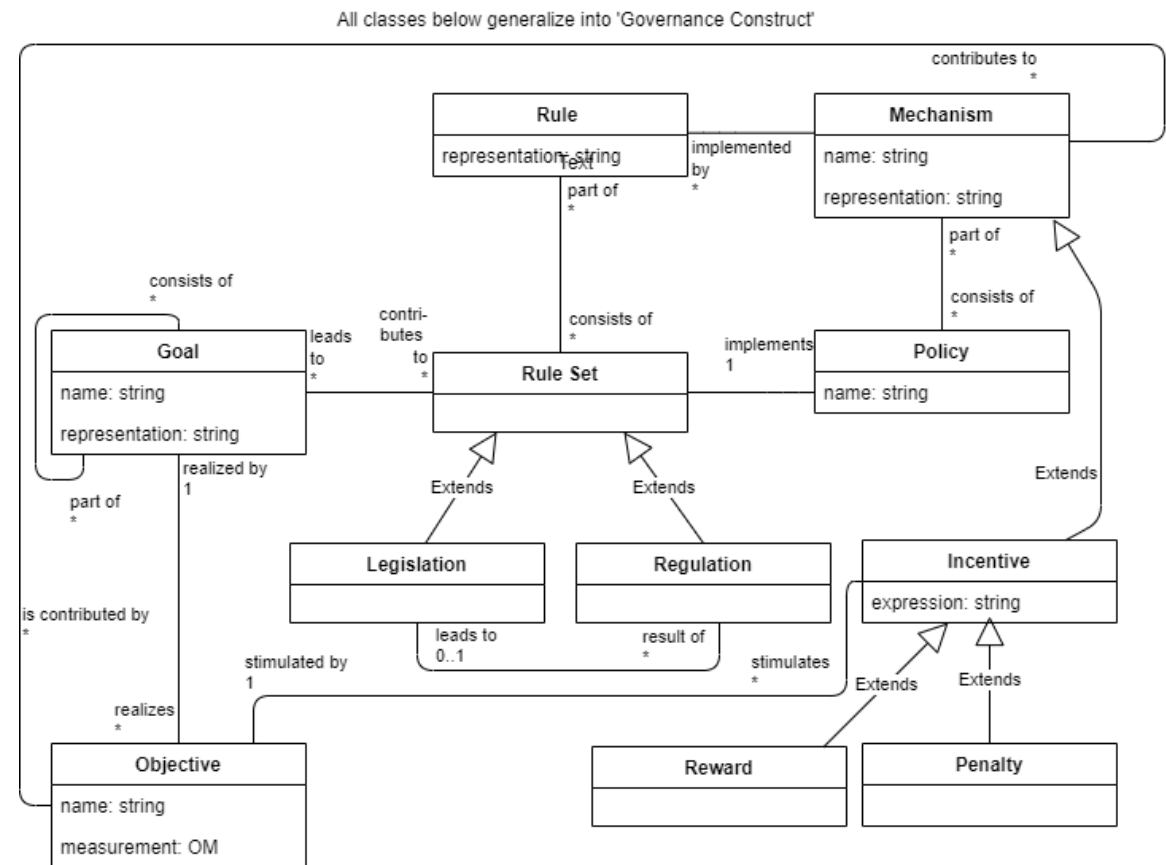 All classes below generalize into 'Governance Construct'
contributes to
*
Rule
representation: string
Text
Mechanism
name: string
representation: string
implemented
by
*
part of
*
part of
*
consists of
*
consists of
*
consists of
*
Goal
name: string
representation: string
leads
to
*
contri-
butes
to
*
Rule Set
implements
1
Policy
name: string
realized by
1
part of
*
Extends
Extends
Extends
Legislation
Regulation
Incentive
expression: string
is contributed by
*
leads to
0..1
result of
*
stimulated by
1
stimulates
*
Extends
Extends
realizes
*
Objective
name: string
measurement: OM
Reward
Penalty